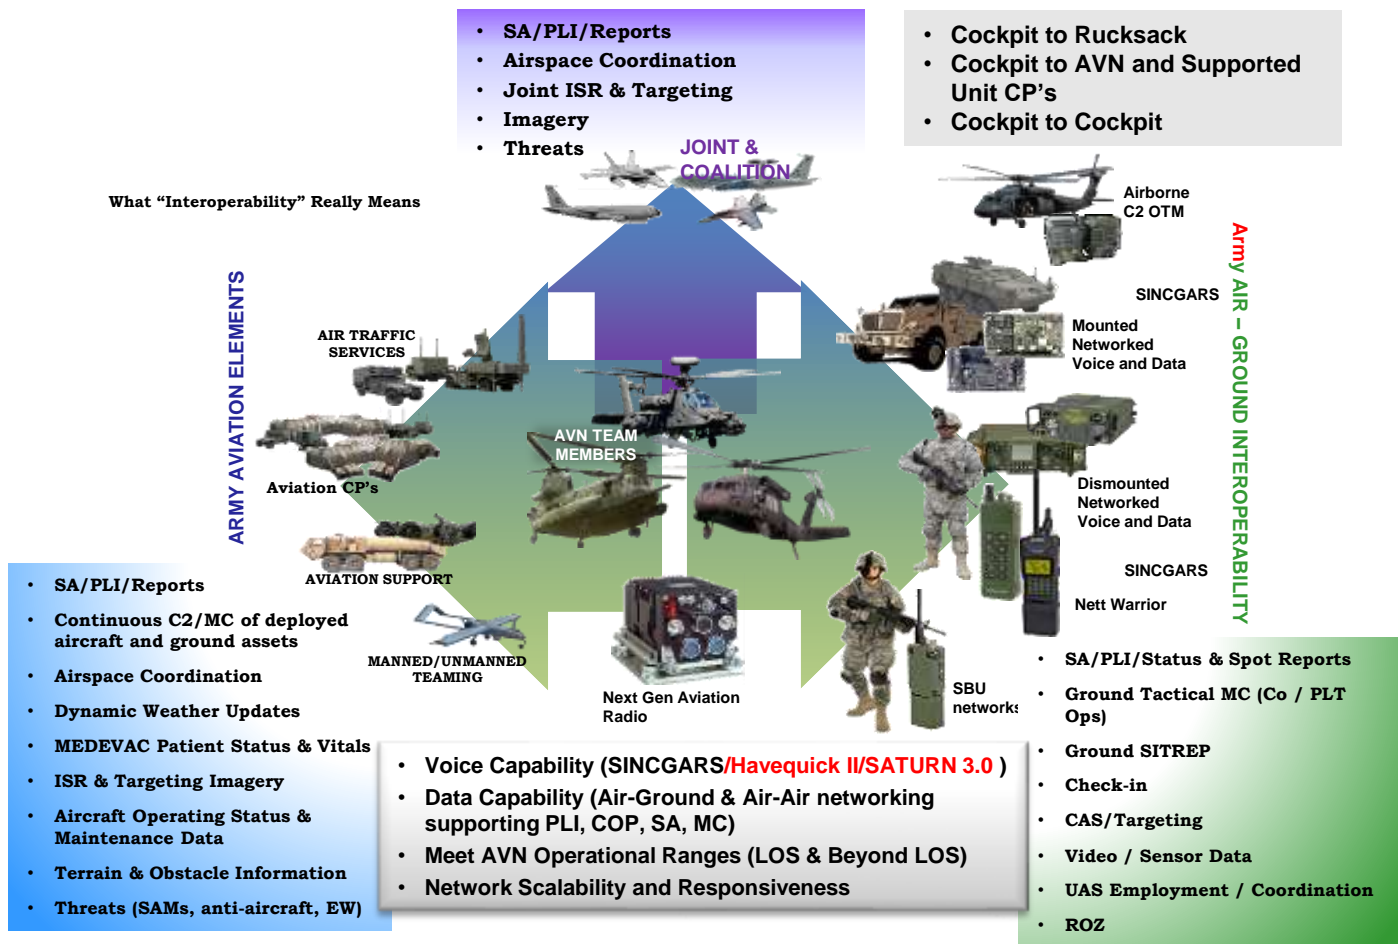 • SA/PLI/Reports
• Airspace Coordination
• Joint ISR & Targeting
• Imagery
• Threats
JOINT &
COALITION
• Cockpit to Rucksack
• Cockpit to AVN and Supported
Unit CP's
• Cockpit to Cockpit
What “Interoperability” Really Means
Airborne
C2 OTM
ARMY AVIATION ELEMENTS
Army AIR – GROUND INTEROPERABILITY
AIR TRAFFIC
SERVICES
SINCGARS
Mounted
Networked
Voice and Data
AVN TEAM
MEMBERS
Aviation CP's
Dismounted
Networked
Voice and Data
AVIATION SUPPORT
SINCGARS
Nett Warrior
MANNED/UNMANNED
TEAMING
Next Gen Aviation
Radio
SBU
networks
• SA/PLI/Reports
• Continuous C2/MC of deployed
aircraft and ground assets
• Airspace Coordination
• Dynamic Weather Updates
• MEDEVAC Patient Status & Vitals
• ISR & Targeting Imagery
• Aircraft Operating Status &
Maintenance Data
• Terrain & Obstacle Information
• Threats (SAMs, anti-aircraft, EW)
• Voice Capability (SINCGARS/Havequick II/SATURN 3.0 )
• Data Capability (Air-Ground & Air-Air networking
supporting PLI, COP, SA, MC)
• Meet AVN Operational Ranges (LOS & Beyond LOS)
• Network Scalability and Responsiveness
• SA/PLI/Status & Spot Reports
• Ground Tactical MC (Co / PLT
Ops)
• Ground SITREP
• Check-in
• CAS/Targeting
• Video / Sensor Data
• UAS Employment / Coordination
• ROZ